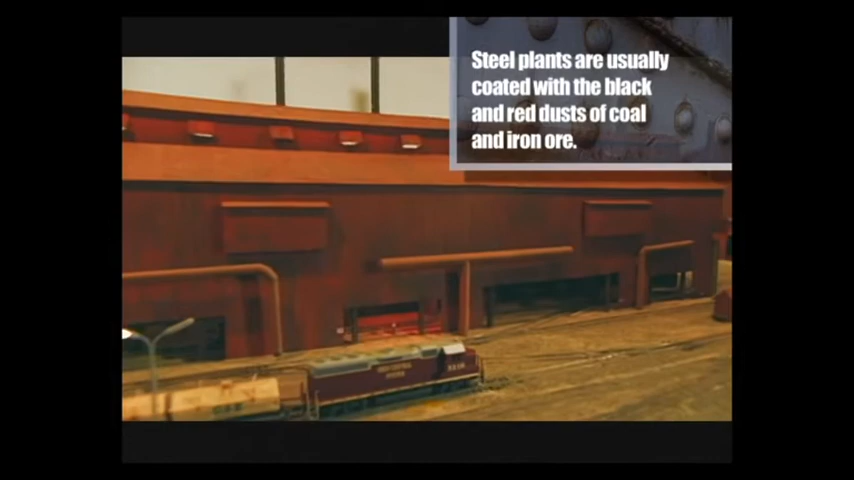 Steel plants are usually
coated with the black
and red dusts of coal
and iron ore.